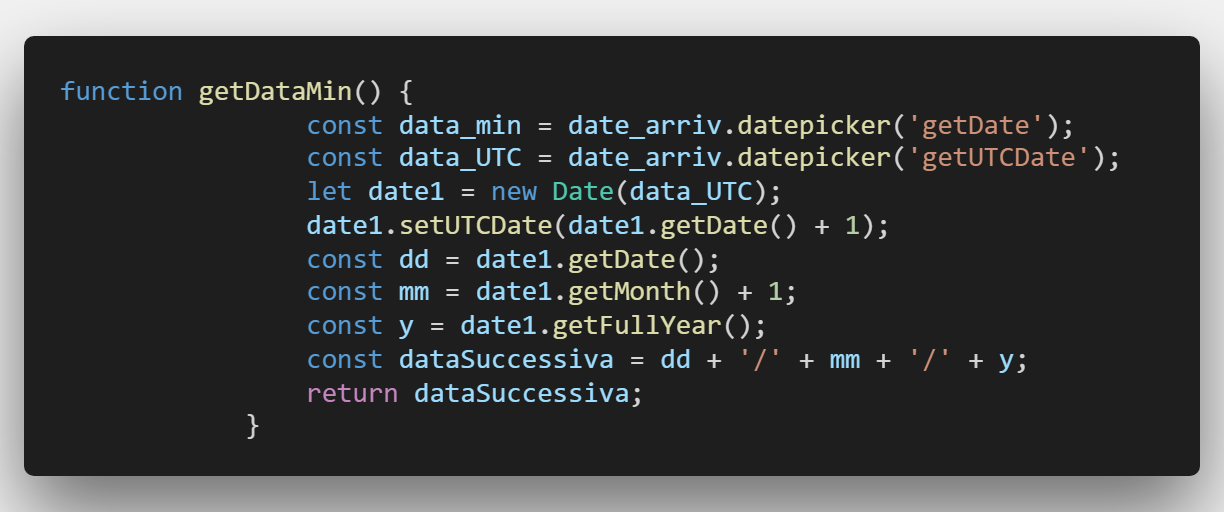 function getDataMin() {
const data_min = date_arriv.datepicker('getDate');
const data_UTC = date_arriv.datepicker('getUTCDate');
let date1 = new Date(data_UTC);
date1.setUTCDate(date1.getDate() + 1);
const dd = date1.getDate();
const mm = date1.getMonth() + 1;
const y = date1.getFullYear();
const dataSuccessiva = dd + '/' + mm + '/' + y;
return dataSuccessiva;
}